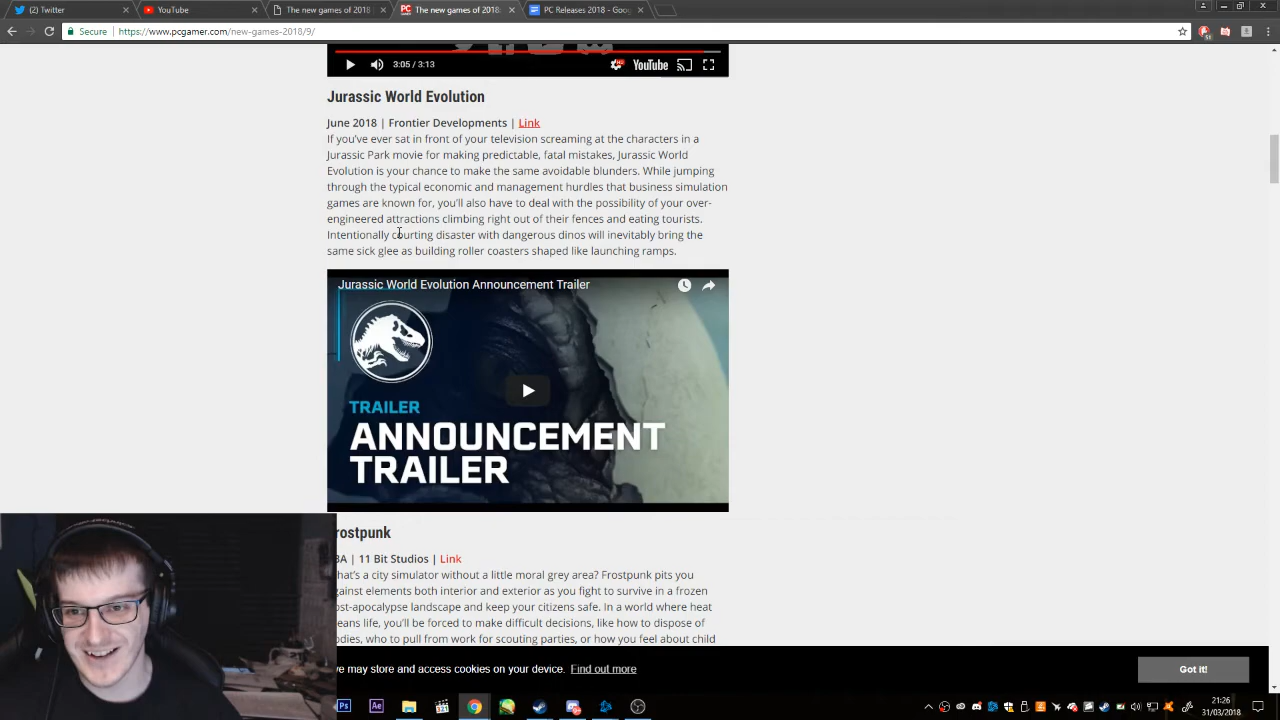 (2) Twitter
YouTube
The new games of 2018
The new games of 2018:
PC Releases 2018 - Goo
Secure
https://www.pcgamer.com/new-games-2018/9/
3:05 / 3:13
YouTube
Jurassic World Evolution
June 2018 | Frontier Developments | Link
If you've ever sat in front of your television screaming at the characters in a
Jurassic Park movie for making predictable, fatal mistakes, Jurassic World
Evolution is your chance to make the same avoidable blunders. While jumping
through the typical economic and management hurdles that business simulation
games are known for, you'll also have to deal with the possibility of your over-
engineered attractions climbing right out of their fences and eating tourists.
Intentionally courting disaster with dangerous dinos will inevitably bring the
same sick glee as building roller coasters shaped like launching ramps.
Jurassic World Evolution Announcement Trailer
TRAILER
ANNOUNCEMENT
TRAILER
rostpunk
BA | 11 Bit Studios | Link
hat's a city simulator without a little moral grey area? Frostpunk pits you
gainst elements both interior and exterior as you fight to survive in a frozen
ost-apocalypse landscape and keep your citizens safe. In a world where heat
eans life, you'll be forced to make difficult decisions, like how to dispose of
odies, who to pull from work for scouting parties, or how you feel about child
we may store and access cookies on your device. Find out more
Got it!
Ps
Ae
21:26
31/03/2018